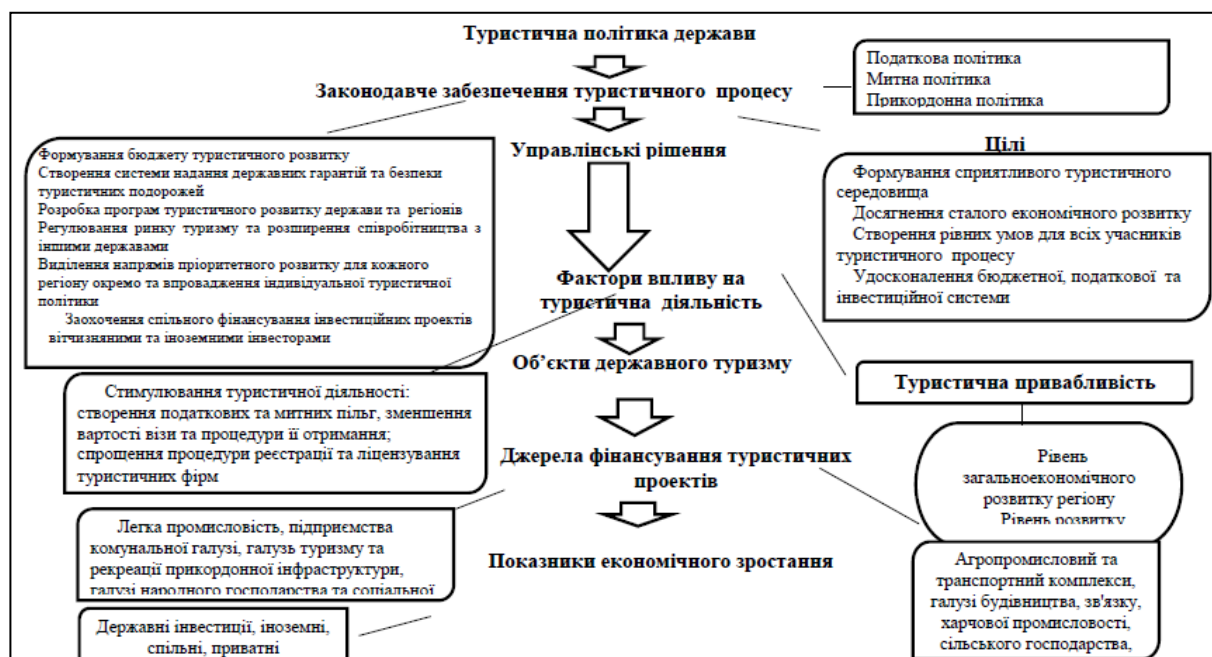 Туристична політика держави
Податкова політика
Митна політика
Прикордонна політика
Законодавче забезпечення туристичного процесу
Управлінські рішення
Цілі
Формування бюджету туристичного розвитку
Створення системи надання державних гарантій та безпеки
туристичних подорожей
Розробка програм туристичного розвитку держави та регіонів
Регулювання ринку туризму та розширення співробітництва з
іншими державами
Виділення напрямів пріоритетного розвитку для кожного
регіону окремо та впровадження індивідуальної туристичної
політики
Заохочення спільного фінансування інвестиційних проектів
вітчизняними та іноземними інвесторами
Формування сприятливого туристичного
середовища
Досягнення сталого економічного розвитку
Створення рівних умов для всіх учасників
туристичного процесу
Удосконалення бюджетної, податкової та
інвестиційної системи
Фактори впливу на
туристична діяльність
Об’єкти державного туризму
Туристична привабливість
Стимулювання туристичної діяльності:
створення податкових та митних пільг, зменшення
вартості візи та процедури її отримання;
спрощення процедури реєстрації та ліцензування
туристичних фірм
Джерела фінансування туристичних
проектів
Рівень
загальноекономічного
розвитку регіону
Рівень розвитку
Легка промисловість, підприємства
комунальної галузі, галузь туризму та
рекреації прикордонної інфраструктури,
галузі народного господарства та соціальної
Показники економічного зростання
Агропромисловий та
транспортний комплекси,
галузі будівництва, зв'язку,
харчової промисловості,
сільського господарства,
Державні інвестиції, іноземні,
спільні, приватні